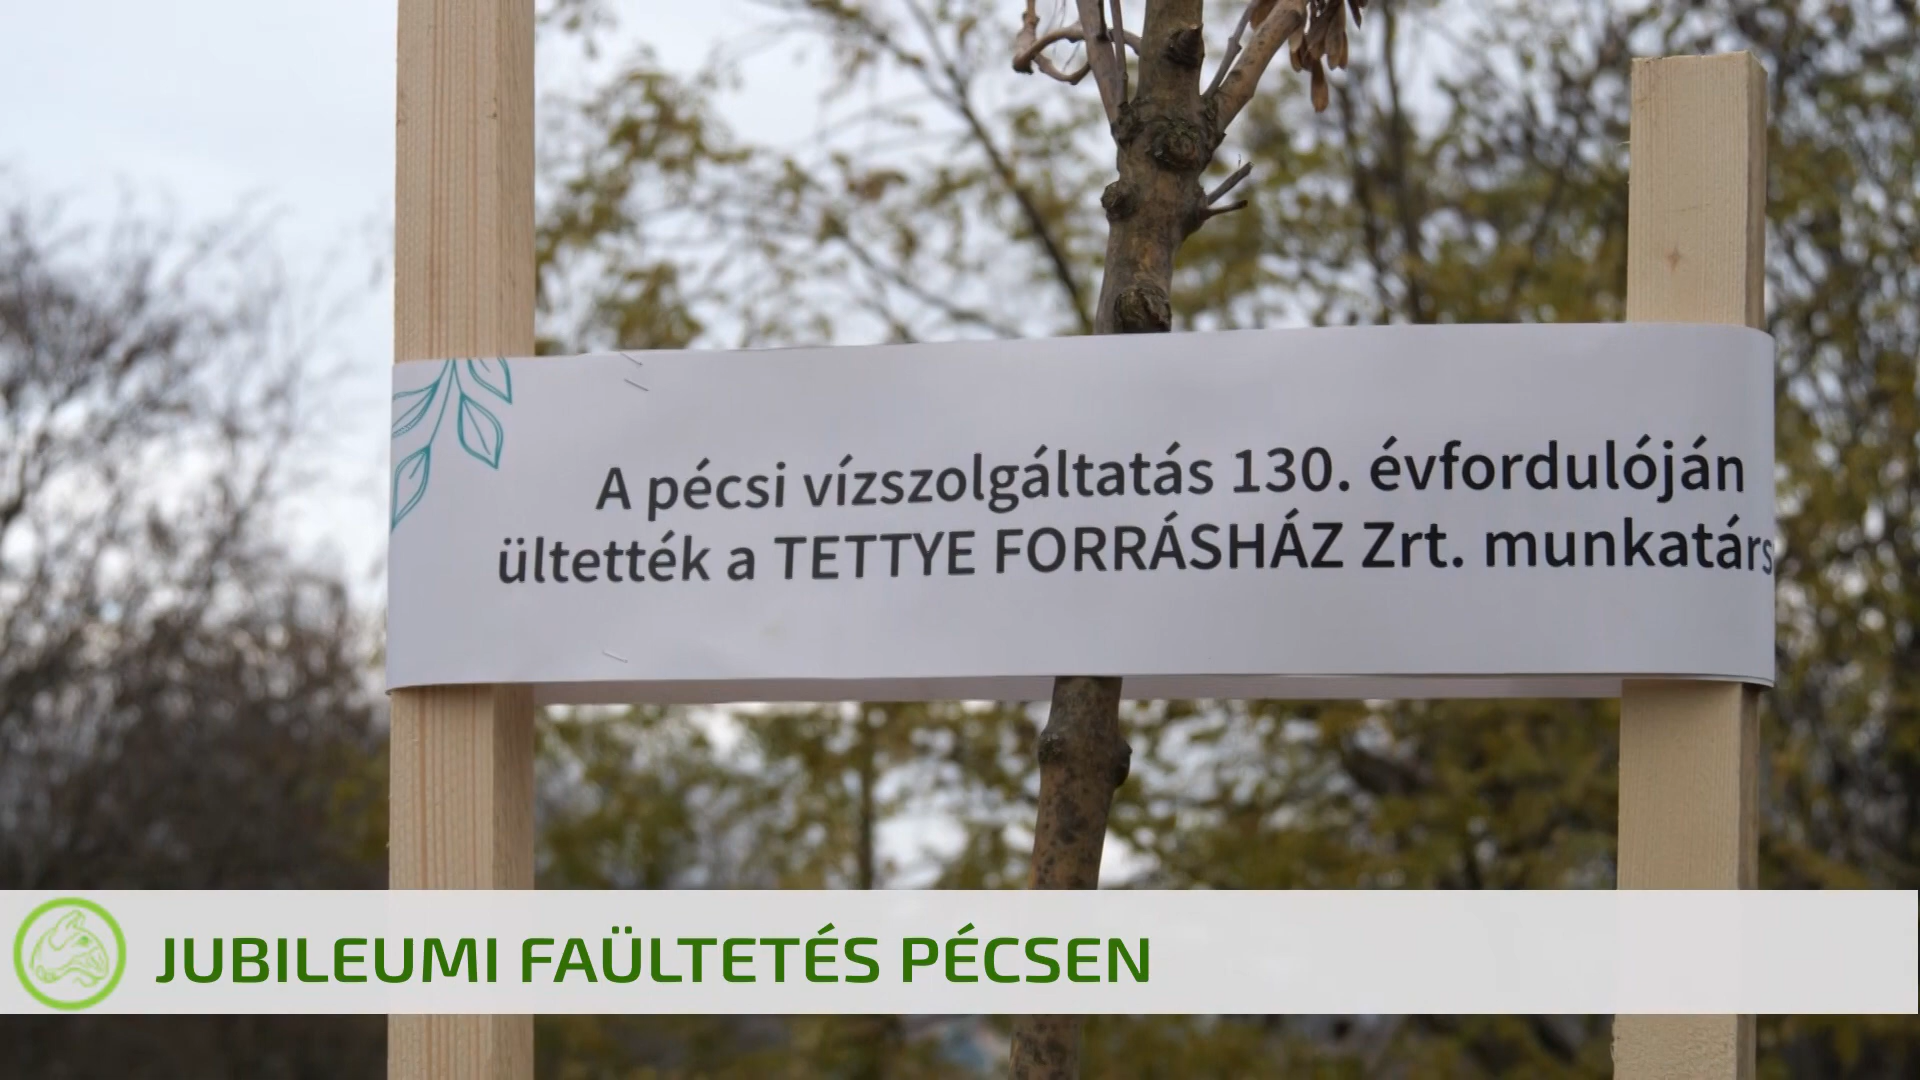 A pécsi vízszolgáltatás 130. évfordulóján
ültették a TETTYE FORRÁSHÁZ Zrt. munkatárs
JUBILEUMI FAÜLTETÉS PÉCSEN